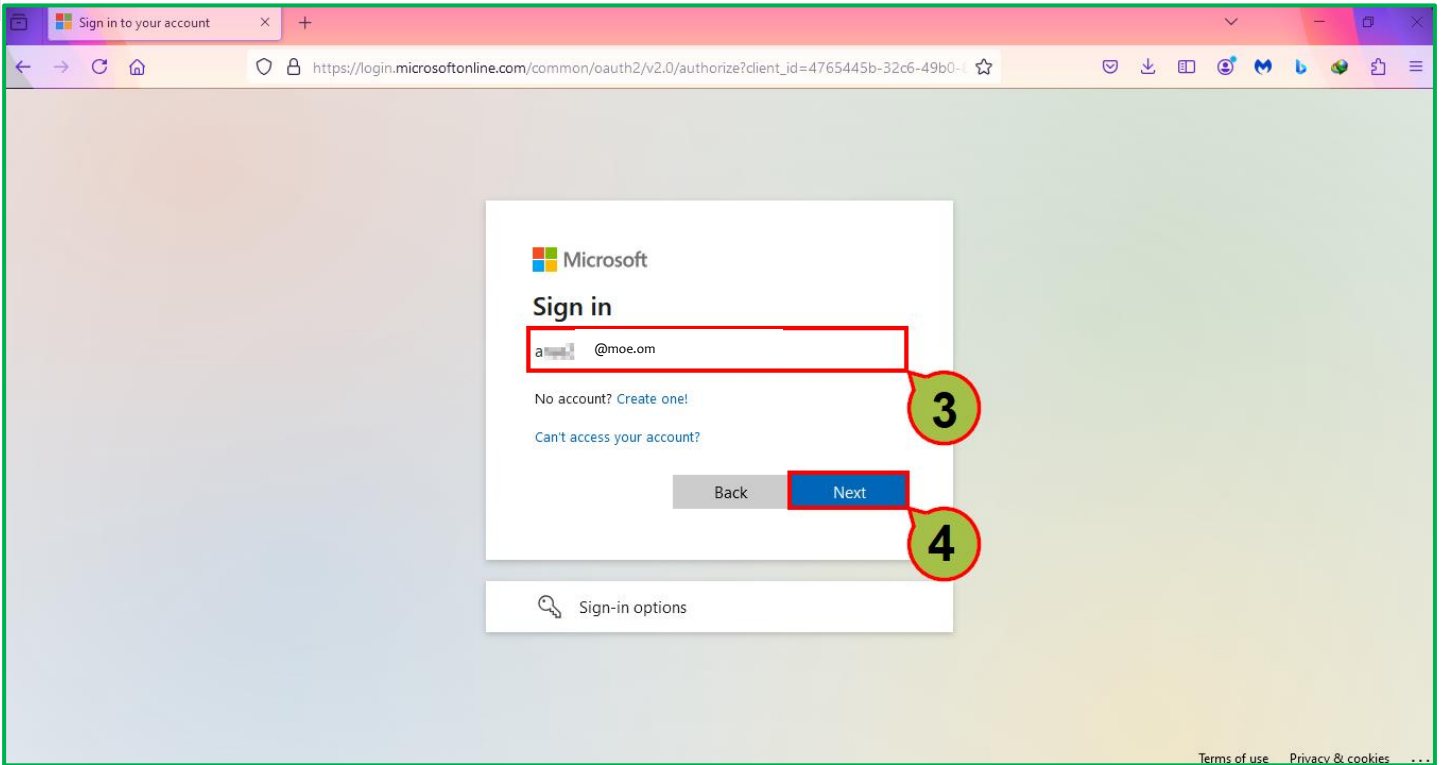 Sign in to your account
https://login.microsoftonline.com/common/oauth2/v2.0/authorize?client_id=4765445b-32c6-49b0-
Microsoft
Sign in
a @moe.om
3
No account? Create one!
Can't access your account?
Back Next
4
Sign-in options
Terms of use Privacy & cookies ...